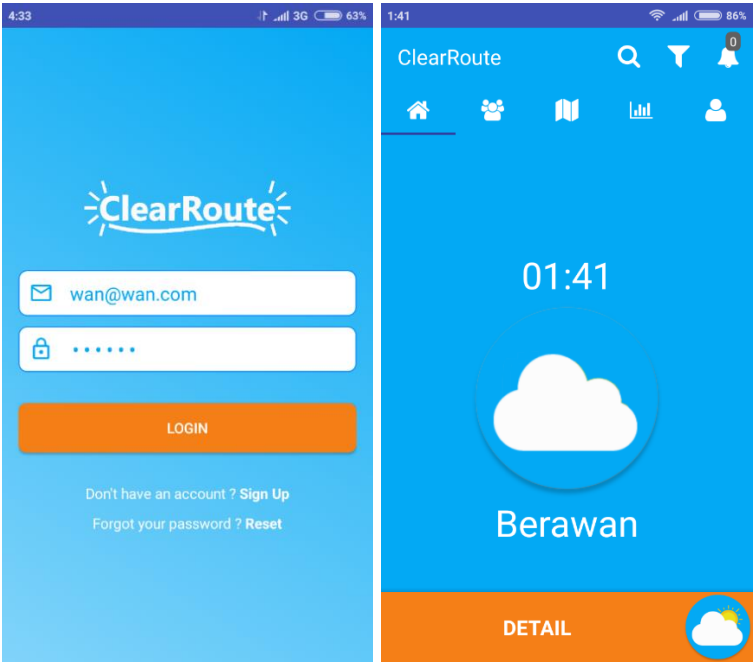 4:33
3G
63%
ClearRoute
wan@wan.com
LOGIN
Don't have an account ? Sign Up
Forgot your password ? Reset
1:41
86%
ClearRoute
0
01:41
Berawan
DETAIL